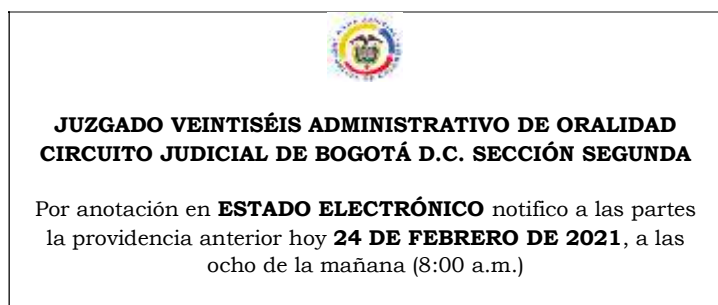 JUZGADO VEINTISÉIS ADMINISTRATIVO DE ORALIDAD
CIRCUITO JUDICIAL DE BOGOTÁ D.C. SECCIÓN SEGUNDA
Por anotación en ESTADO ELECTRÓNICO notifico a las partes
la providencia anterior hoy 24 DE FEBRERO DE 2021, a las
ocho de la mañana (8:00 a.m.)